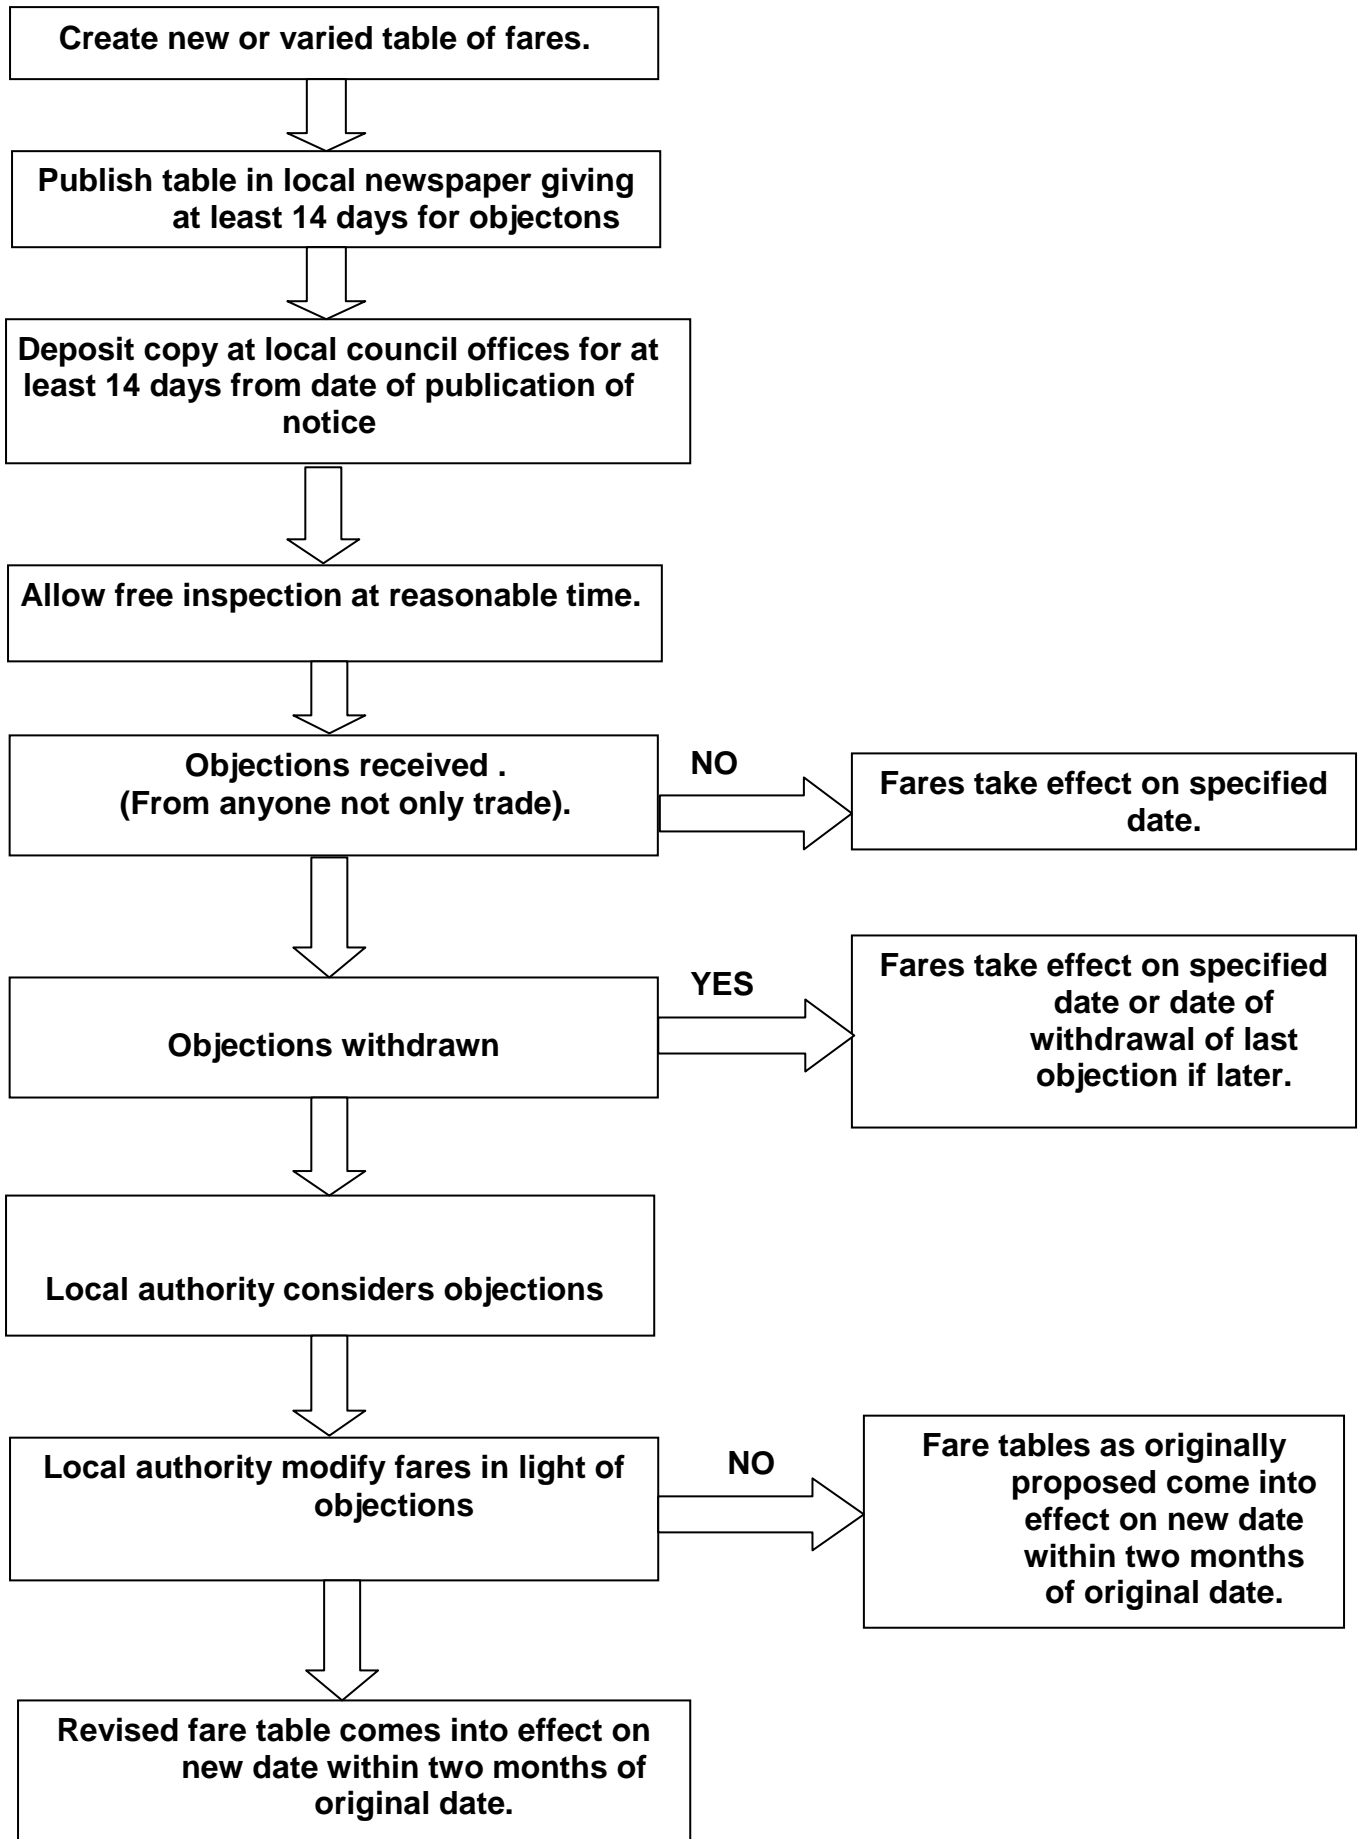 Create new or varied table of fares.
Publish table in local newspaper giving
at least 14 days for objectons
Deposit copy at local council offices for at
least 14 days from date of publication of
notice
Allow free inspection at reasonable time.
Objections received .
(From anyone not only trade).
NO
Fares take effect on specified
date.
Objections withdrawn
YES
Fares take effect on specified
date or date of
withdrawal of last
objection if later.
Local authority considers objections
Local authority modify fares in light of
objections
NO
Fare tables as originally
proposed come into
effect on new date
within two months
of original date.
Revised fare table comes into effect on
new date within two months of
original date.